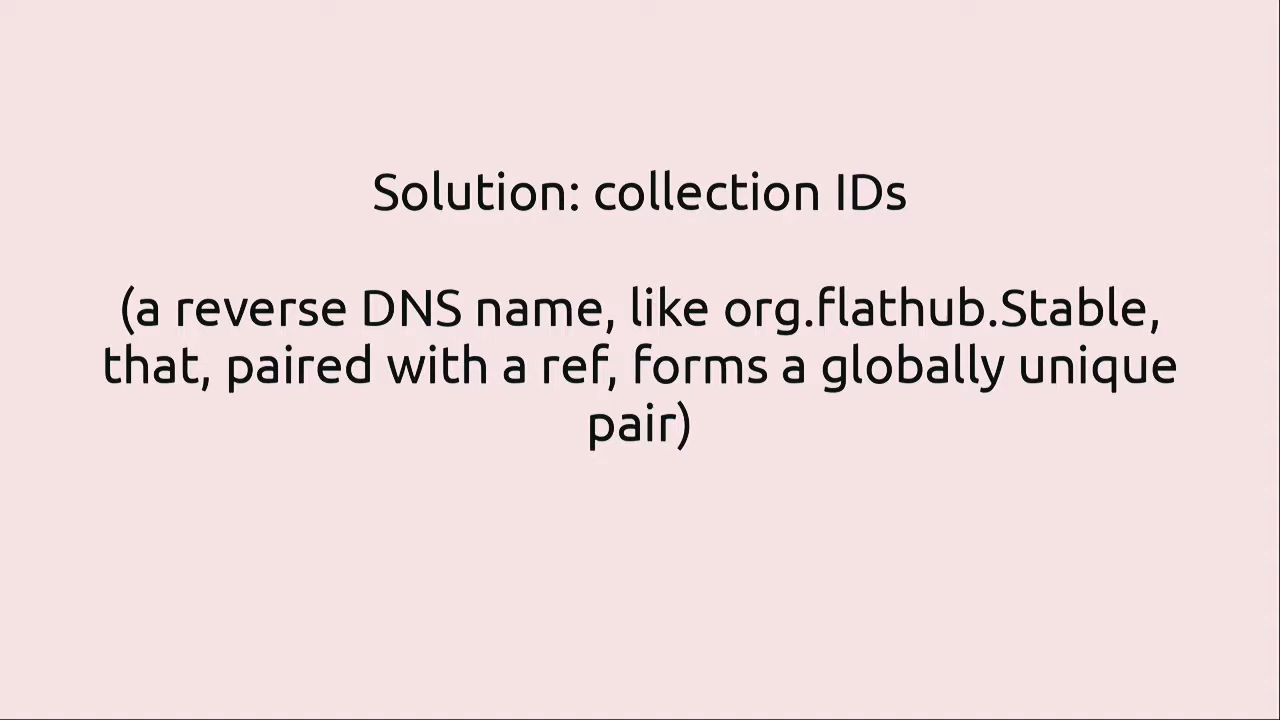 Solution: collection IDs
(a reverse DNS name, like org.flathub.Stable,
that, paired with a ref, forms a globally unique
pair)